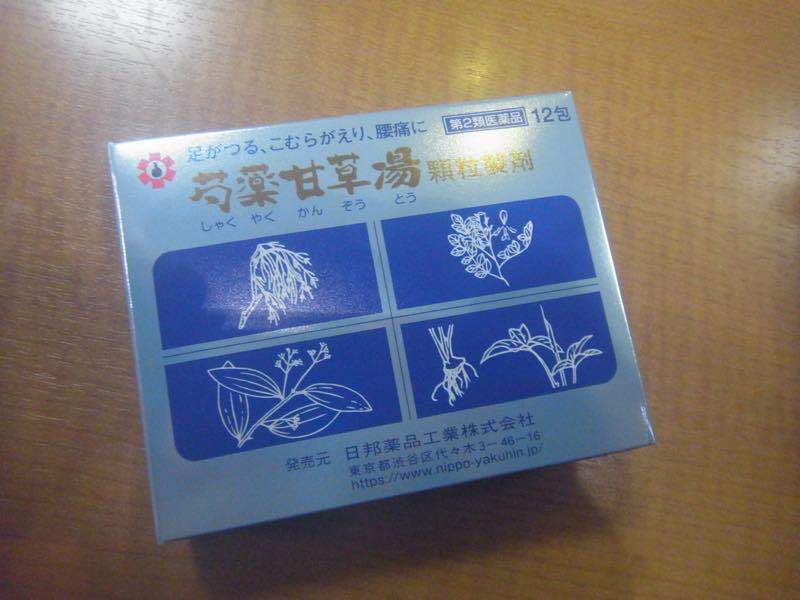 第2類医薬品 12包
足がつる、こむらがえり、腰痛に
芍薬甘草湯 顆粒製剤
しゃくやくかんぞうとう
発売元 日邦薬品工業株式会社
東京都渋谷区代々木3-46-16
https://www.nippo-yakuhin.jp/